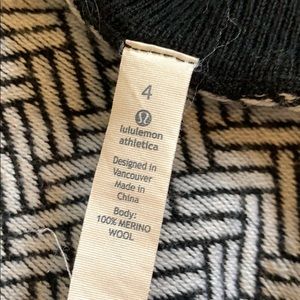 4
lululemon
athletica
Designed in
Vancouver
Made in
China
Body:
100% MERINO
WOOL